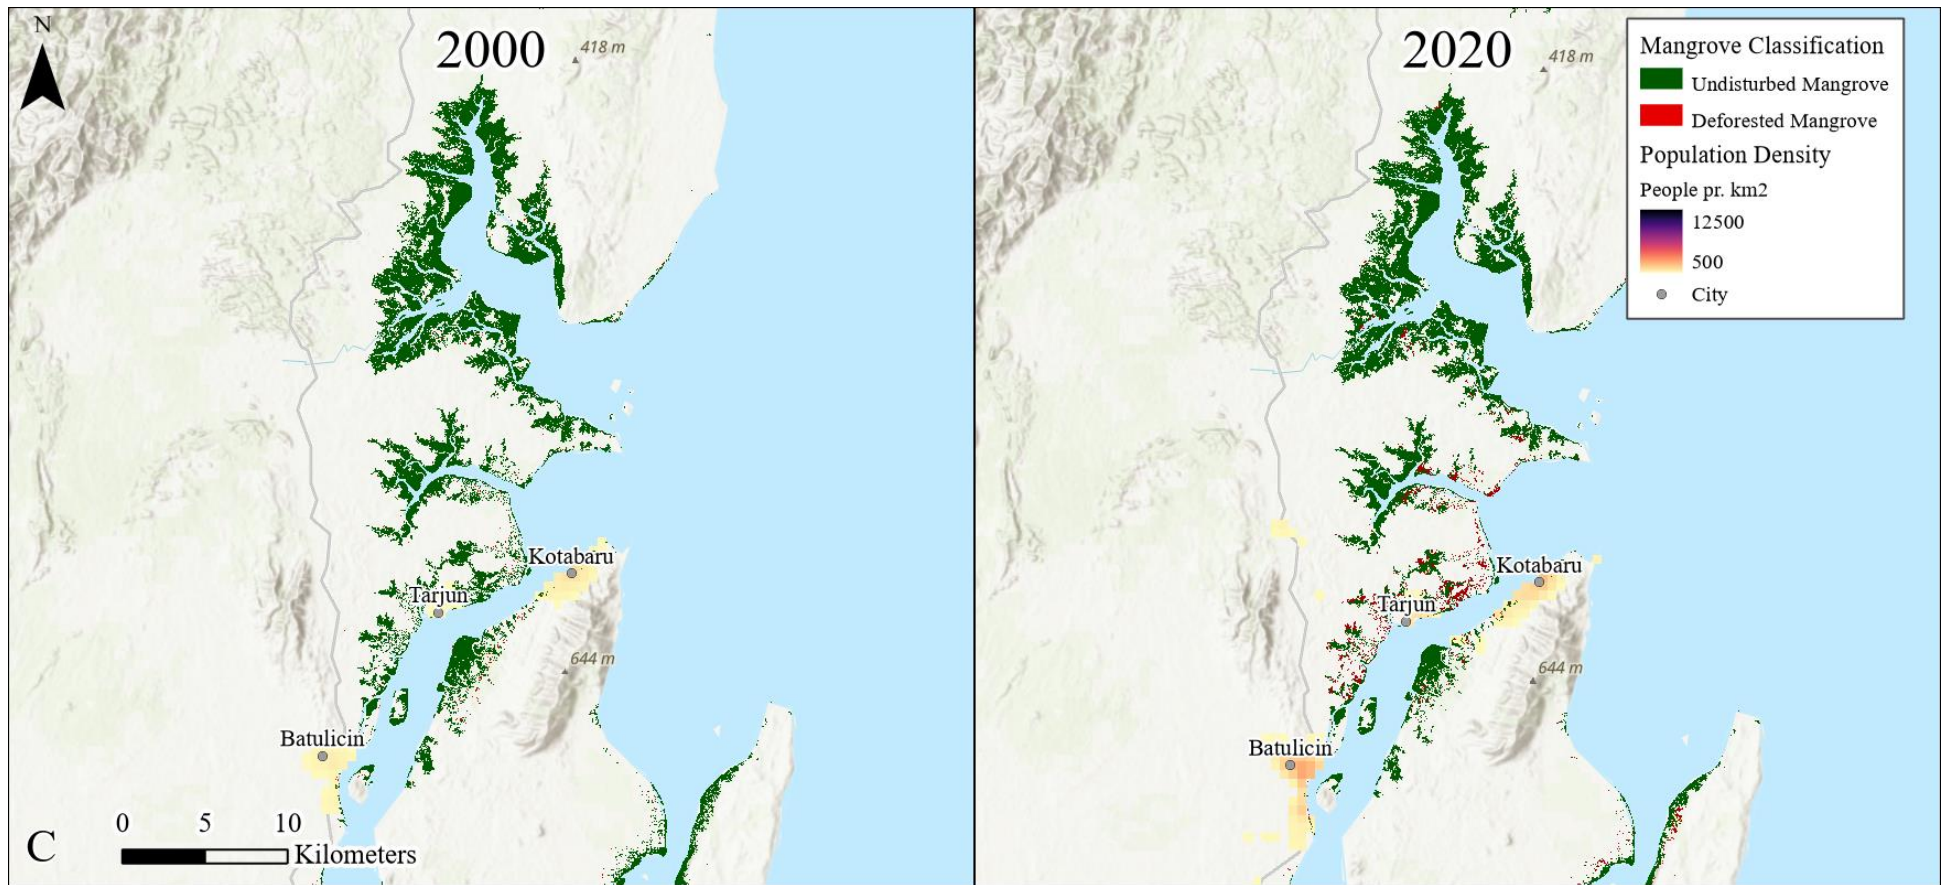 N
2000
418 m
Kotabaru
Tarjun
644 m
Batulicin
0 5 10
Kilometers
C
2020
418 m
Kotabaru
Tarjun
644 m
Batulicin
Mangrove Classification
Undisturbed Mangrove
Deforested Mangrove
Population Density
People pr. km2
12500
500
City